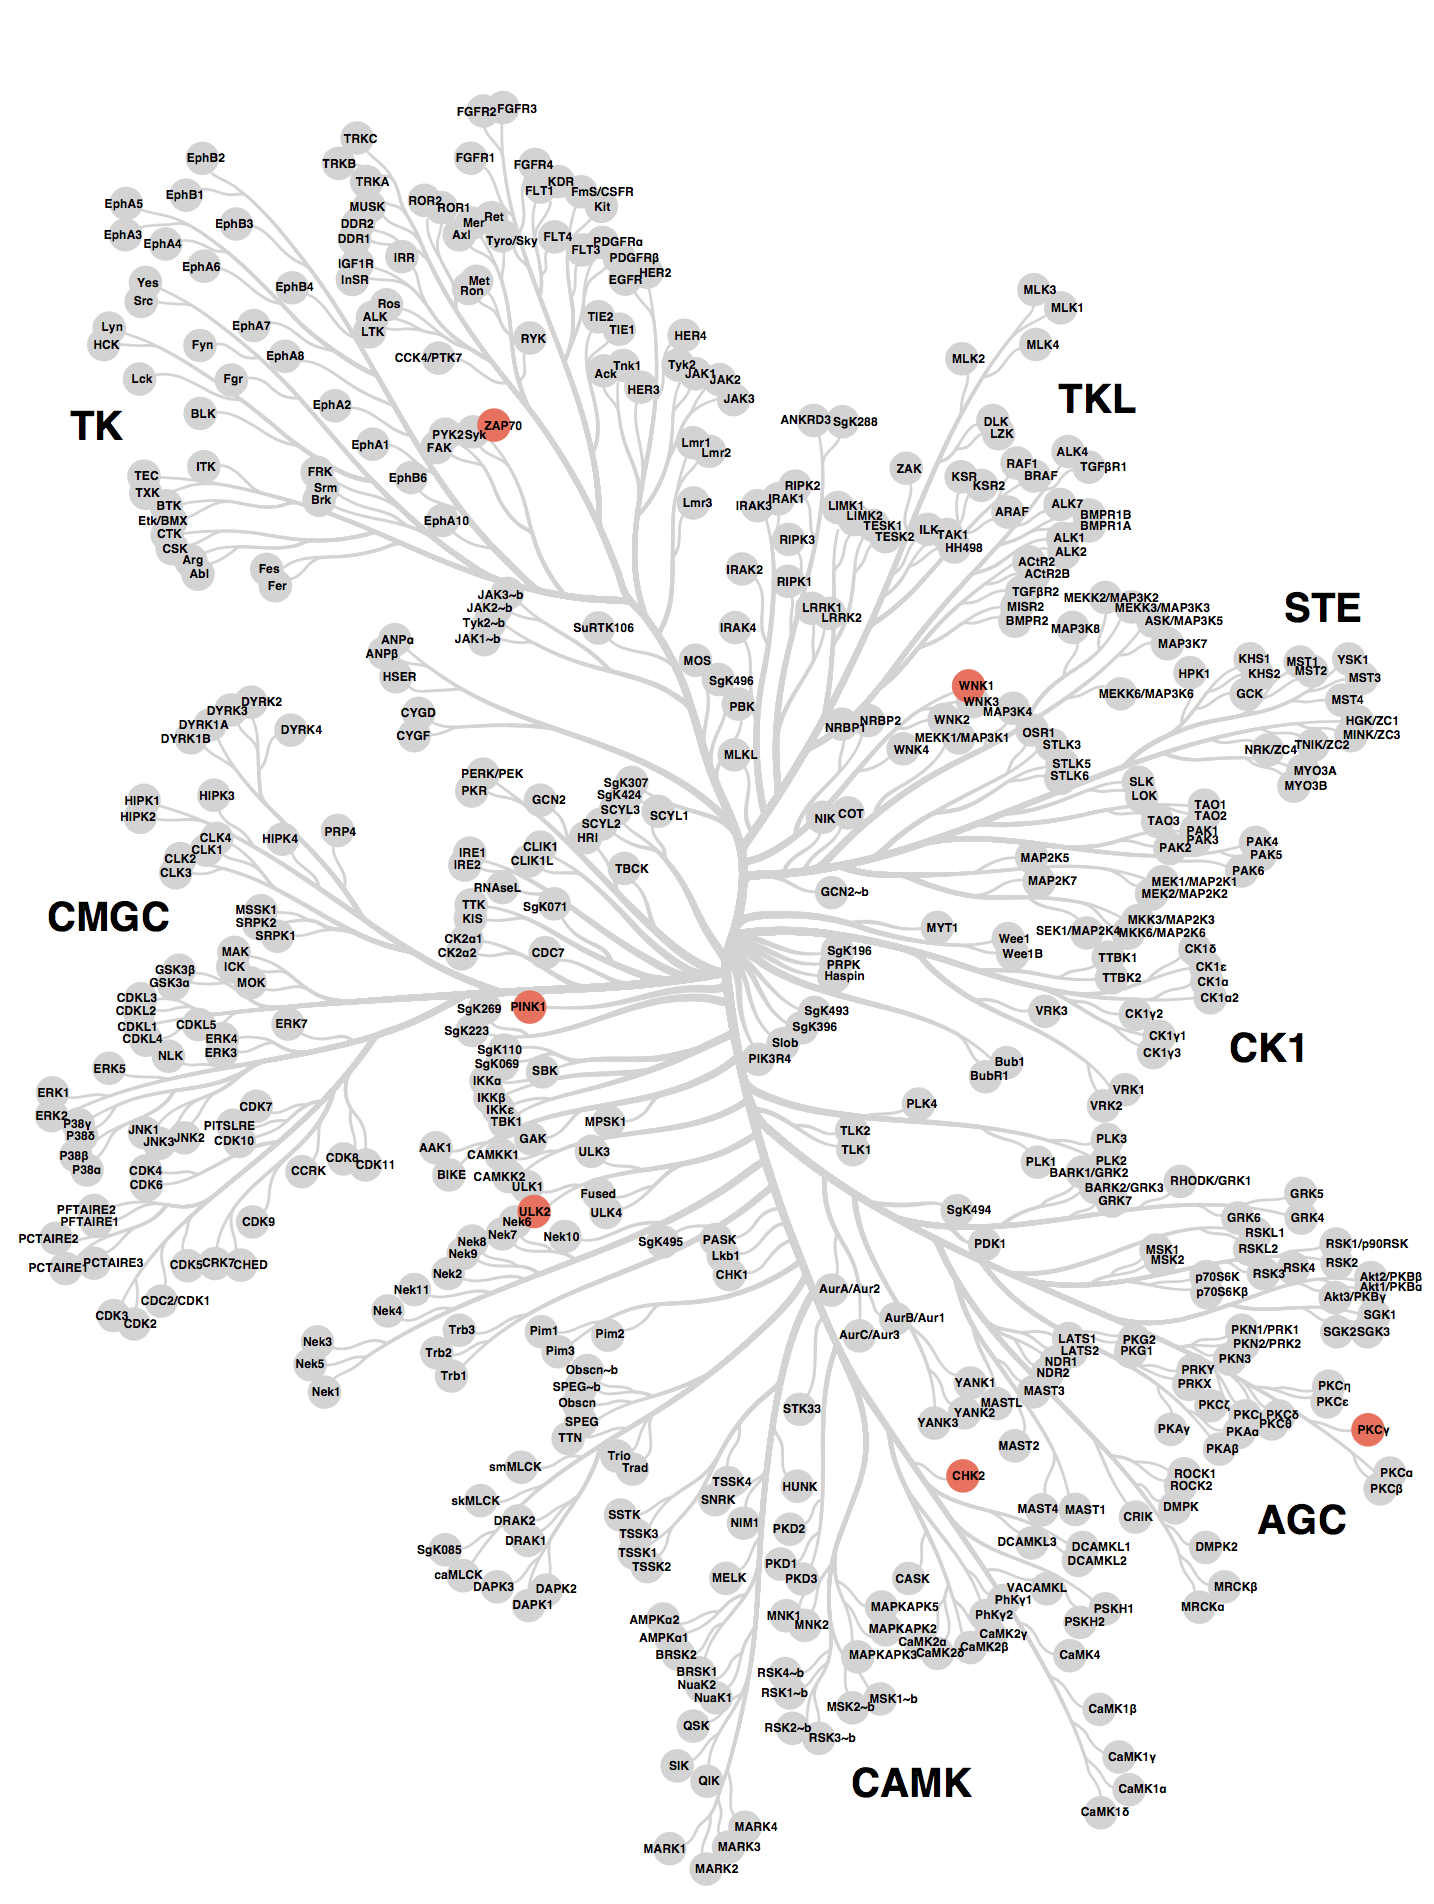 FGFR2
FGFR3
TRKC
TRKB
TRKA
FGFR1
FGFR4
KDR
FLT1
FmS/CSFR
Kit
EphB2
EphB1
EphA5
EphB3
EphA3
EphA4
EphA6
MUSK
DDR2
DDR1
ROR2
ROR1
Mer
Ret
Axl
Tyro/Sky
FLT4
FLT3
PDGFRα
PDGFRβ
HER2
EGFR
IRR
IGF1R
InSR
Yes
Src
EphB4
Met
Ron
Ros
ALK
LTK
Lyn
HCK
EphA7
Fyn
EphA8
CCK4/PTK7
RYK
TIE2
TIE1
HER4
Ack
Tnk1
HER3
Tyk2
JAK1
JAK2
JAK3
Lck
Fgr
BLK
EphA2
TK
ZAP70
PYK2
Syk
FAK
EphA1
Lmr1
Lmr2
Lmr3
ITK
TEC
TXK
BTK
Etk/BMX
CTK
CSK
Arg
Abl
FRK
Srm
Brk
EphB6
EphA10
Fes
Fer
JAK3~b
JAK2~b
Tyk2~b
JAK1~b
SuRTK106
MLK3
MLK1
MLK4
MLK2
TKL
ANKRD3
SgK288
DLK
LZK
ZAK
ALK4
TGFβR1
RAF1
BRAF
KSR
KSR2
ARAF
RIPK2
IRAK3
IRAK1
LIMK1
LIMK2
TESK1
TESK2
ILK
TAK1
HH498
ALK7
BMPR1B
BMPR1A
ALK1
ALK2
RIPK3
IRAK2
RIPK1
ACtR2
ACtR2B
TGFβR2
MISR2
BMPR2
LRRK1
LRRK2
IRAK4
MEKK2/MAP3K2
MEKK3/MAP3K3
ASK/MAP3K5
MAP3K8
MAP3K7
STE
ANPα
ANPβ
HSER
CYGD
CYGF
MOS
SgK496
PBK
MLKL
WNK1
WNK3
WNK2
WNK4
NRBP1
NRBP2
MAP3K4
MEKK1/MAP3K1
HPK1
MEKK6/MAP3K6
KHS1
KHS2
GCK
MST1
MST2
YSK1
MST3
MST4
HGK/ZC1
MINK/ZC3
TNIK/ZC2
NRK/ZC4
MYO3A
MYO3B
OSR1
STLK3
STLK5
STLK6
SLK
LOK
TAO1
TAO2
TAO3
PAK1
PAK3
PAK2
PAK4
PAK5
PAK6
NIK
COT
MAP2K5
MAP2K7
MEK1/MAP2K1
MEK2/MAP2K2
GCN2~b
MKK3/MAP2K3
MKK6/MAP2K6
SEK1/MAP2K4
DYRK2
DYRK3
DYRK1A
DYRK1B
DYRK4
HIPK1
HIPK2
HIPK3
HIPK4
PRP4
CLK4
CLK1
CLK2
CLK3
CMGC
MSSK1
SRPK2
SRPK1
MAK
ICK
MOK
GSK3β
GSK3α
CDKL3
CDKL2
CDKL1
CDKL4
CDKL5
ERK7
ERK4
ERK3
NLK
ERK5
ERK1
ERK2
P38γ
P38δ
P38β
P38α
JNK1
JNK3
JNK2
CDK7
PITSLRE
CDK10
CDK4
CDK6
CCRK
CDK8
CDK11
PFTAIRE2
PFTAIRE1
PCTAIRE2
PCTAIRE1
PCTAIRE3
CDK9
CDK5
CRK7
CHED
CDC2/CDK1
CDK3
CDK2
PERK/PEK
PKR
GCN2
SgK307
SgK424
SCYL3
SCYL2
SCYL1
HRI
IRE1
IRE2
CLIK1
CLIK1L
TBCK
RNAseL
TTK
KIS
SgK071
CK2α1
CK2α2
CDC7
SgK269
PINK1
SgK223
SgK110
SgK069
SBK
IKKα
IKKβ
IKKε
TBK1
MPSK1
GAK
AAK1
BIKE
CAMKK1
CAMKK2
ULK3
ULK1
ULK2
Fused
ULK4
Nek6
Nek7
Nek10
Nek8
Nek9
Nek2
Nek11
Nek4
Nek3
Nek5
Nek1
SgK495
PASK
Lkb1
CHK1
Trb3
Trb2
Trb1
Pim1
Pim2
Pim3
Obscn~b
SPEG~b
Obscn
SPEG
TTN
smMLCK
Trio
Trad
skMLCK
DRAK2
DRAK1
SgK085
caMLCK
DAPK3
DAPK2
DAPK1
MYT1
Wee1
Wee1B
SgK196
PRPK
Haspin
TTBK1
TTBK2
CK1δ
CK1ε
CK1α
CK1α2
SgK493
SgK396
Slob
PIK3R4
VRK3
CK1γ2
CK1γ1
CK1γ3
CK1
Bub1
BubR1
VRK1
VRK2
PLK4
TLK2
TLK1
PLK3
PLK2
PLK1
BARK1/GRK2
BARK2/GRK3
GRK7
RHODK/GRK1
GRK5
GRK6
GRK4
SgK494
PDK1
RSKL1
RSKL2
RSK1/p90RSK
RSK2
RSK4
RSK3
MSK1
MSK2
p70S6K
p70S6Kβ
Akt2/PKBβ
Akt1/PKBα
Akt3/PKBγ
SGK1
SGK2
SGK3
AurA/Aur2
AurB/Aur1
AurC/Aur3
LATS1
LATS2
NDR1
NDR2
PKG2
PKG1
PKN1/PRK1
PKN2/PRK2
PKN3
PRKY
PRKX
MAST3
YANK1
YANK2
YANK3
MASTL
MAST2
PKCη
PKCε
PKCζ
PKCδ
PKCθ
PKCγ
PKAγ
PKAα
PKAβ
PKCα
PKCβ
CHK2
ROCK1
ROCK2
DMPK
CRIK
MAST4
MAST1
AGC
DMPK2
MRCKβ
MRCKα
STK33
TSSK4
SNRK
HUNK
SSTK
TSSK3
TSSK1
TSSK2
NIM1
PKD2
PKD1
PKD3
MELK
DCAMKL3
DCAMKL1
DCAMKL2
CASK
VACAMKL
PhKγ1
PhKγ2
PSKH1
PSKH2
MAPKAPK5
MAPKAPK2
MAPKAPK3
CaMK2γ
CaMK2α
CaMK2β
CaMK2δ
CaMK4
MNK1
MNK2
AMPKα2
AMPKα1
BRSK2
BRSK1
NuaK2
NuaK1
RSK4~b
RSK1~b
MSK2~b
MSK1~b
RSK2~b
RSK3~b
QSK
SIK
QIK
CaMK1β
CaMK1γ
CaMK1α
CaMK1δ
CAMK
MARK4
MARK3
MARK1
MARK2